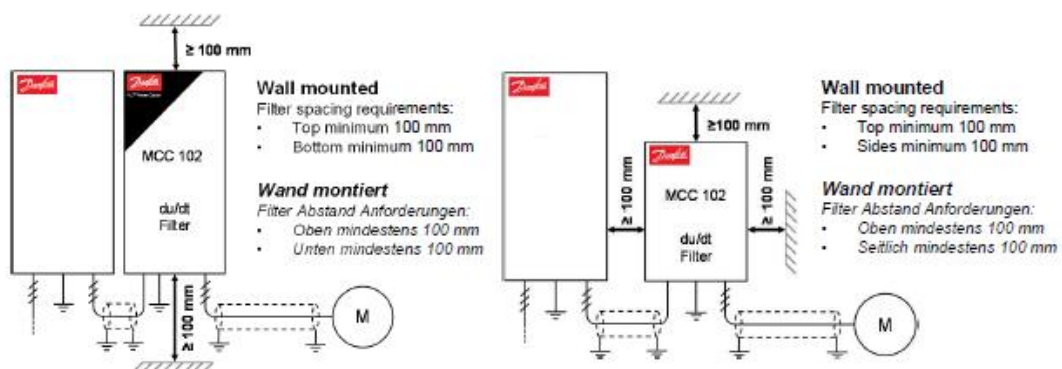 ≥ 100 mm
Danfoss
Danfoss
MCC 102
du/dt
Filter
≥ 100 mm
M
Wall mounted
Filter spacing requirements:
• Top minimum 100 mm
• Bottom minimum 100 mm
Wand montiert
Filter Abstand Anforderungen:
• Oben mindestens 100 mm
• Unten mindestens 100 mm
Danfoss
≥100 mm
Danfoss
≥ 100 mm
MCC 102
du/dt
Filter
≥ 100 mm
M
Wall mounted
Filter spacing requirements:
• Top minimum 100 mm
• Sides minimum 100 mm
Wand montiert
Filter Abstand Anforderungen:
• Oben mindestens 100 mm
• Seitlich mindestens 100 mm